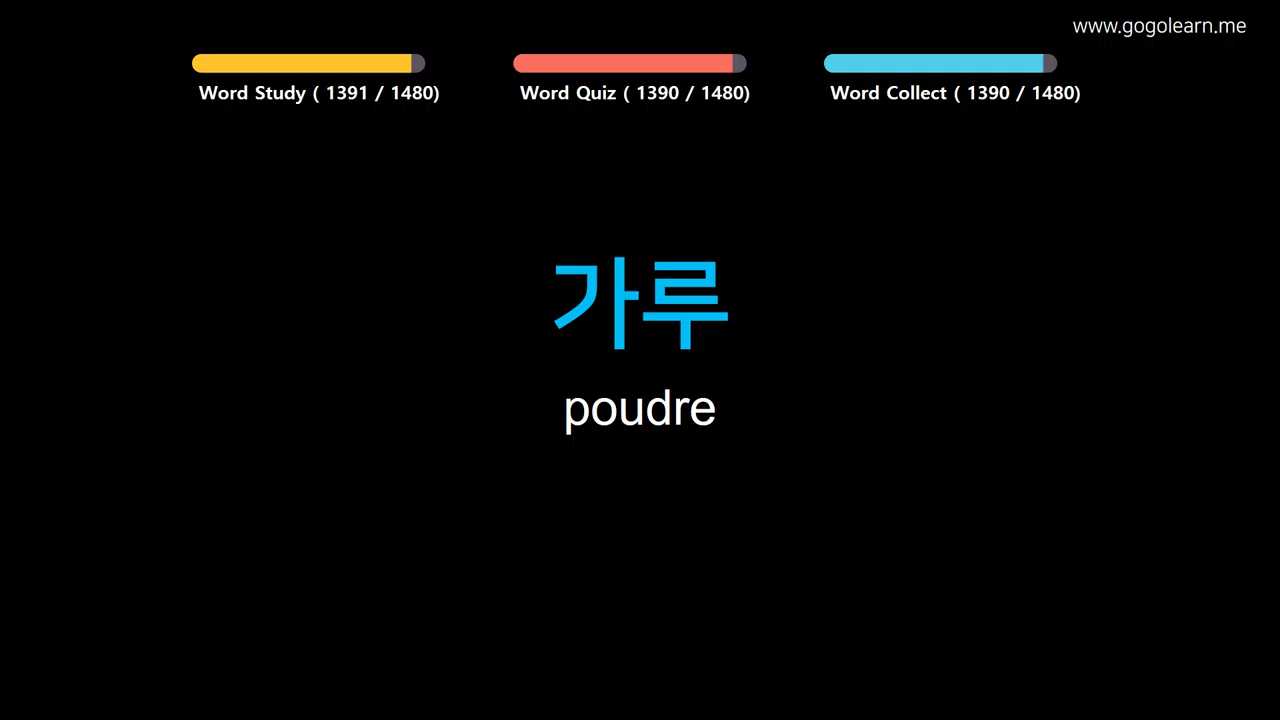 www.gogolearn.me
Word Study ( 1391 / 1480)
Word Quiz ( 1390 / 1480)
Word Collect ( 1390 / 1480)
가루
poudre